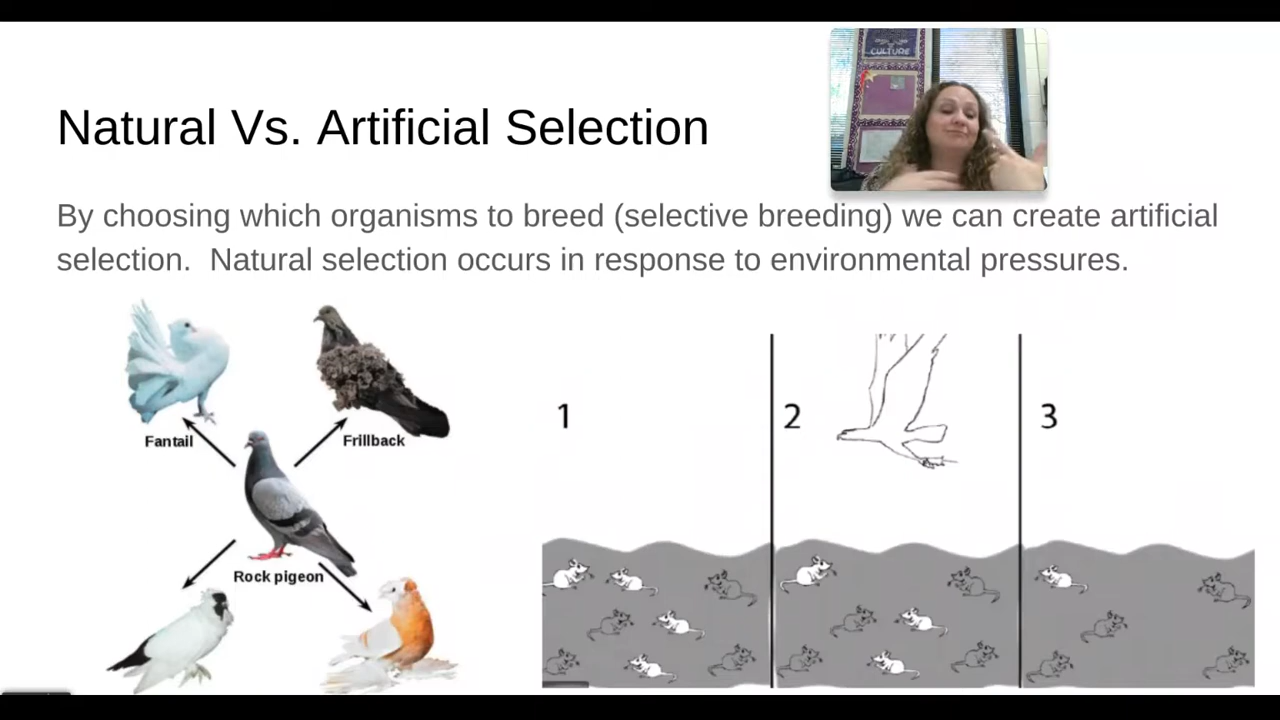 CULTURE
Natural Vs. Artificial Selection
By choosing which organisms to breed (selective breeding) we can create artificial
selection.  Natural selection occurs in response to environmental pressures.
Fantail
Frillback
Rock pigeon
1
2
3